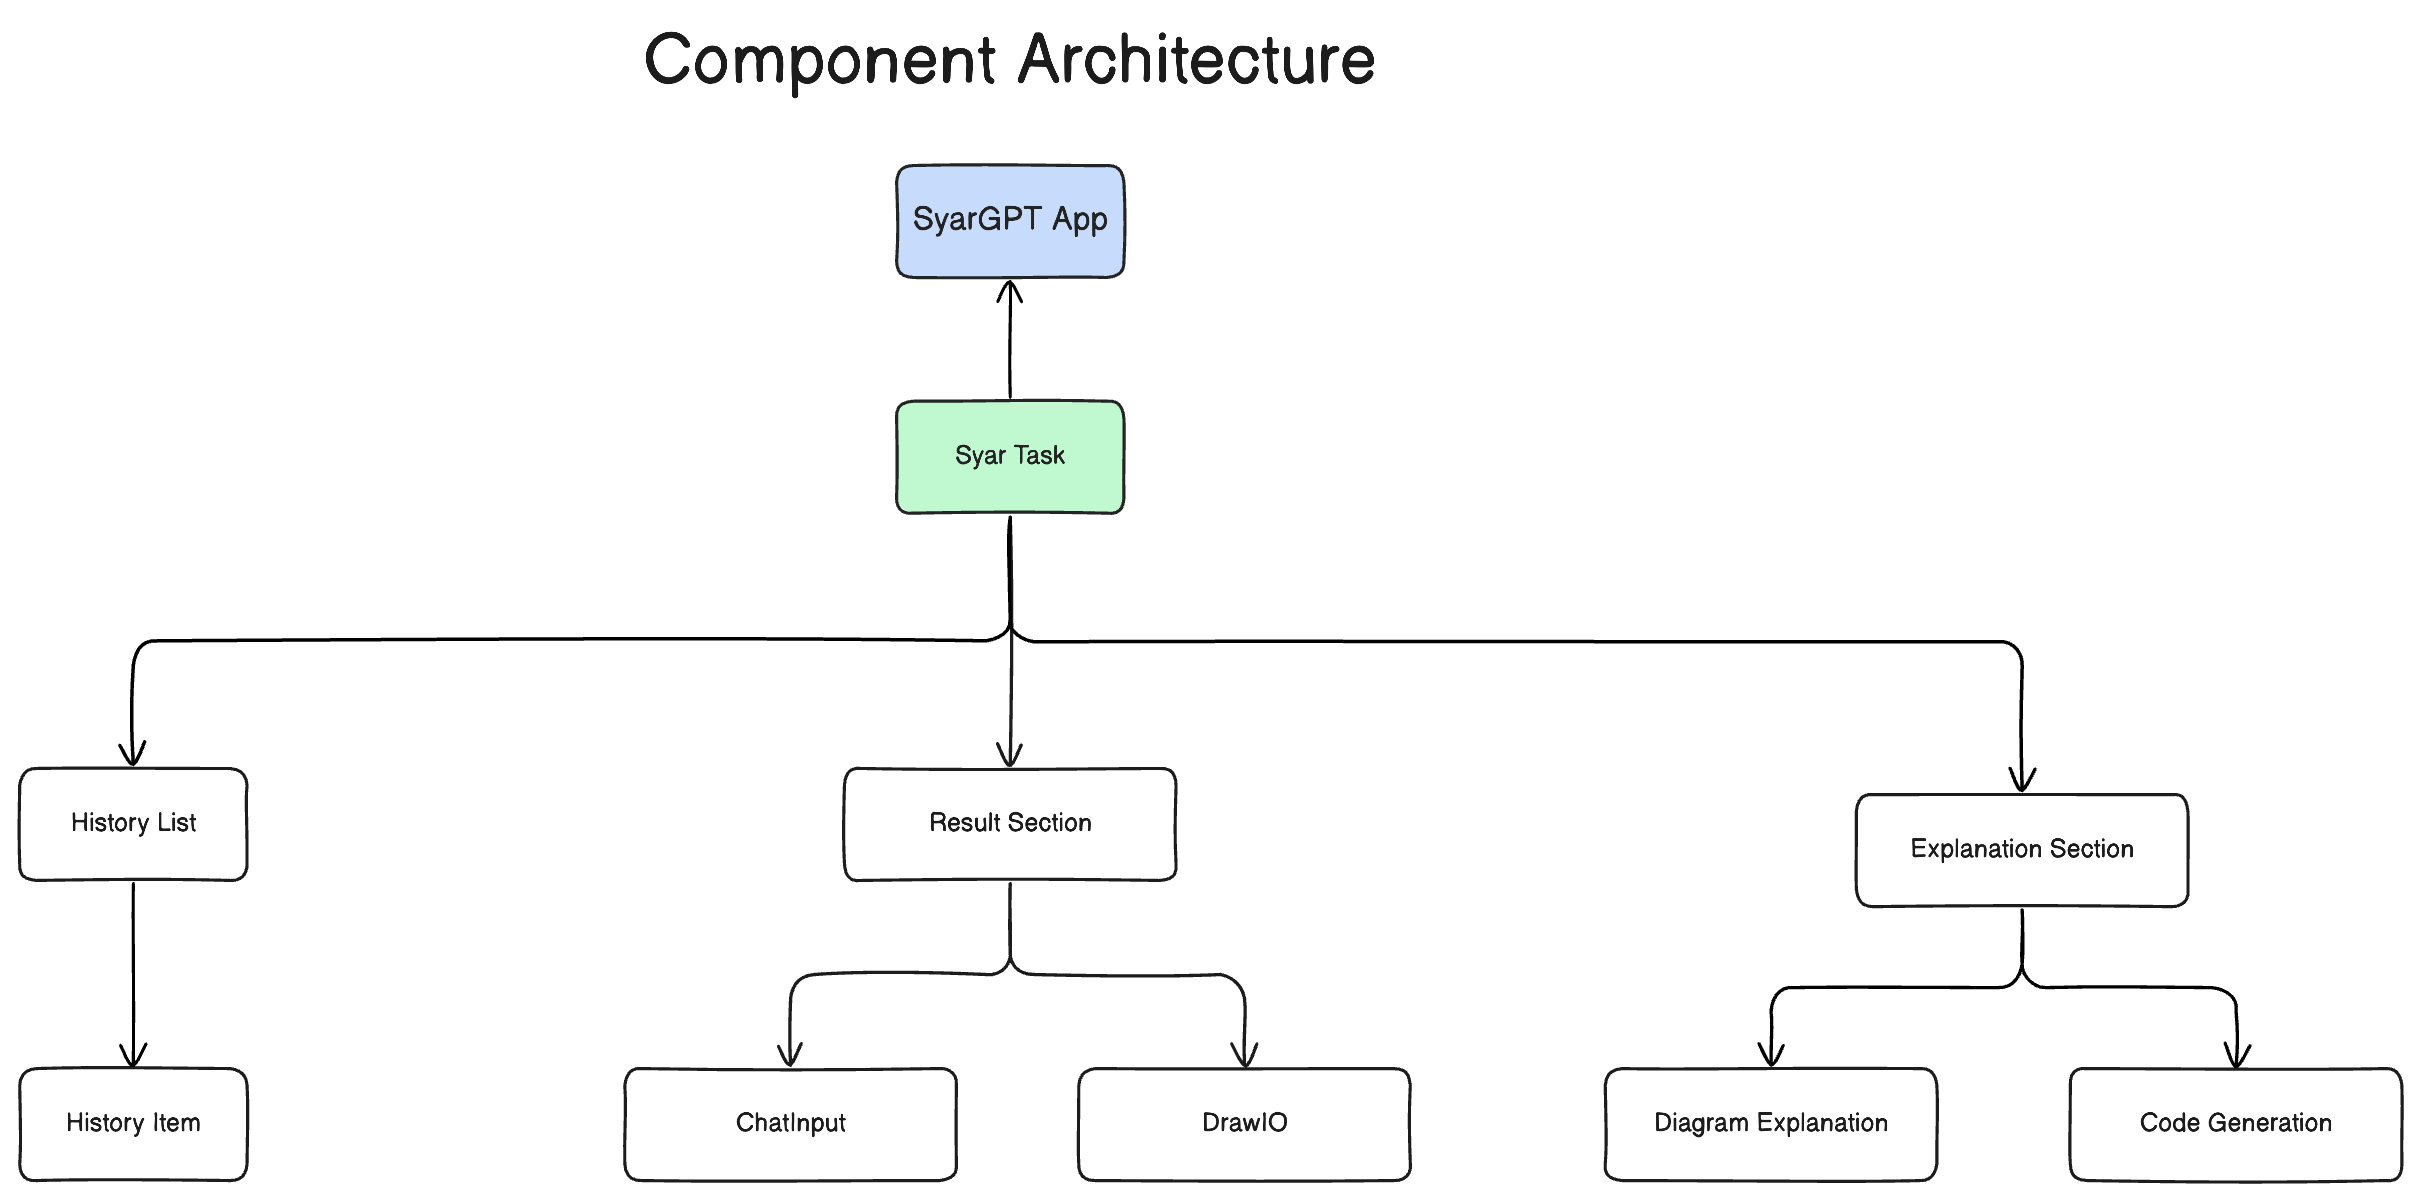 Component Architecture
SyarGPT App
Syar Task
History List
Result Section
Explanation Section
History Item
ChatInput
DrawIO
Diagram Explanation
Code Generation